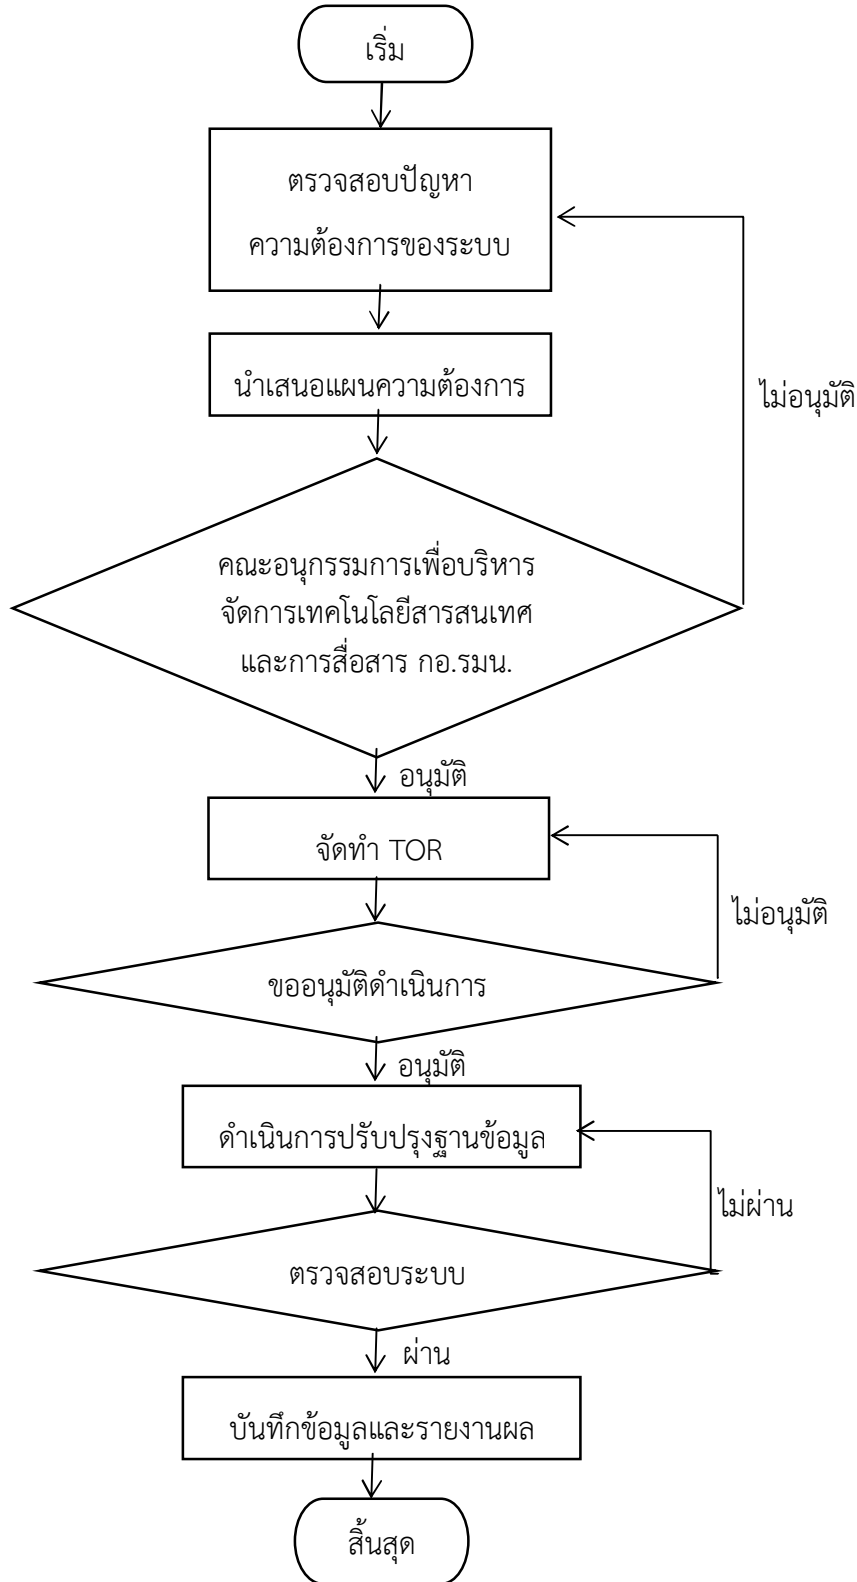 เริ่ม
ตรวจสอบปัญหา
ความต้องการของระบบ
นำเสนอแผนความต้องการ
ไม่อนุมัติ
คณะอนุกรรมการเพื่อบริหาร
จัดการเทคโนโลยีสารสนเทศ
และการสื่อสาร กอ.รมน.
อนุมัติ
จัดทำ TOR
ไม่อนุมัติ
ขออนุมัติดำเนินการ
อนุมัติ
ดำเนินการปรับปรุงฐานข้อมูล
ไม่ผ่าน
ตรวจสอบระบบ
ผ่าน
บันทึกข้อมูลและรายงานผล
สิ้นสุด